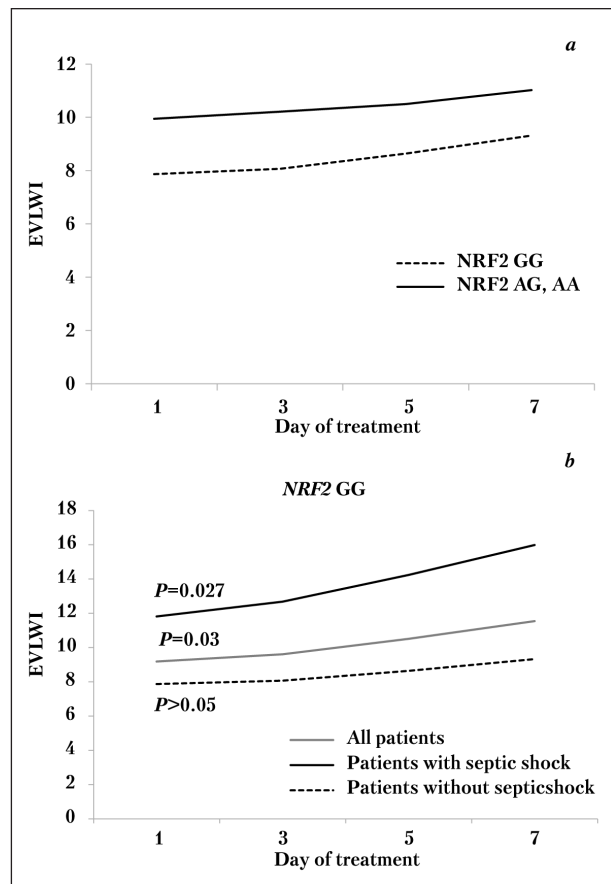 a
12
10
8
6
4
2
0
EVLWI
NRF2 GG
NRF2 AG, AA
1 3 5 7
Day of treatment
b
NRF2 GG
18
16
14
12
10
8
6
4
2
0
EVLWI
P=0.027
P=0.03
P>0.05
All patients
Patients with septic shock
Patients without septicshock
1 3 5 7
Day of treatment